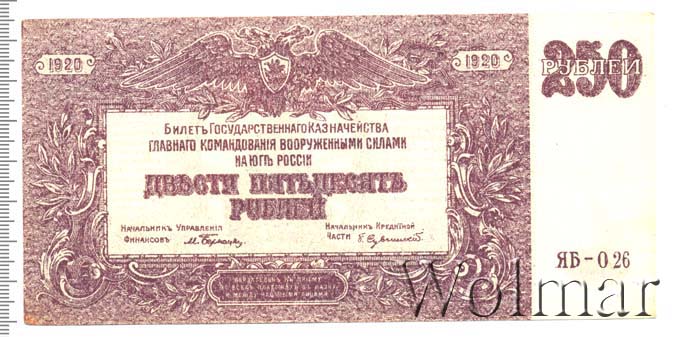 1920
1920
250
РУБЛЕЙ
Билетъ Государственнаго Казначейства
главнаго командованія вооруженными силами
на югѣ россіи
ДВѢСТИ ПЯТЬДЕСЯТЪ
РУБЛЕЙ
Начальникъ Управленія
Финансовъ
Начальникъ Кредитной
Части
ЯБ-026
Wolmar